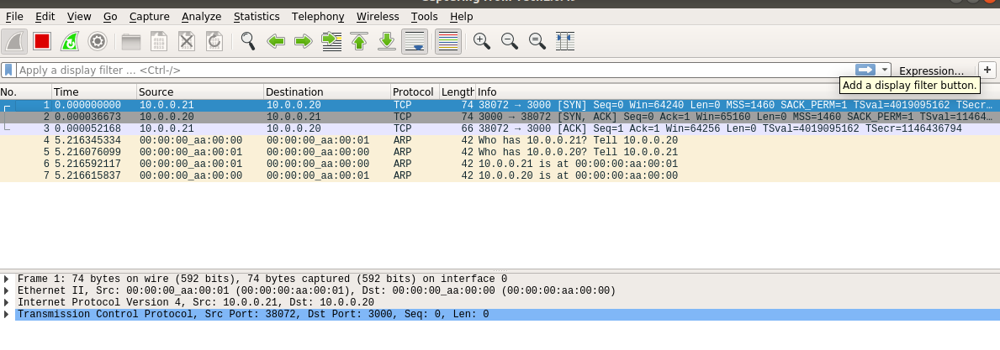 File Edit View Go Capture Analyze Statistics Telephony Wireless Tools Help
Apply a display filter ... <Ctrl-/>
Expression...
+
Add a display filter button.
No. Time Source Destination Protocol Length Info
1 0.000000000 10.0.0.21 10.0.0.20 TCP 74 38072 → 3000 [SYN] Seq=0 Win=64240 Len=0 MSS=1460 SACK_PERM=1 TSval=4019095162 TSecr…
2 0.000036673 10.0.0.20 10.0.0.21 TCP 74 3000 → 38072 [SYN, ACK] Seq=0 Ack=1 Win=65160 Len=0 MSS=1460 SACK_PERM=1 TSval=11464…
3 0.000052168 10.0.0.21 10.0.0.20 TCP 66 38072 → 3000 [ACK] Seq=1 Ack=1 Win=64256 Len=0 TSval=4019095162 TSecr=1146436794
4 5.216345334 00:00:00_aa:00:00 00:00:00_aa:00:01 ARP 42 Who has 10.0.0.21? Tell 10.0.0.20
5 5.216076099 00:00:00_aa:00:01 00:00:00_aa:00:00 ARP 42 Who has 10.0.0.20? Tell 10.0.0.21
6 5.216592117 00:00:00_aa:00:01 00:00:00_aa:00:00 ARP 42 10.0.0.21 is at 00:00:00:aa:00:01
7 5.216615837 00:00:00_aa:00:00 00:00:00_aa:00:01 ARP 42 10.0.0.20 is at 00:00:00:aa:00:00
Frame 1: 74 bytes on wire (592 bits), 74 bytes captured (592 bits) on interface 0
Ethernet II, Src: 00:00:00_aa:00:01 (00:00:00:aa:00:01), Dst: 00:00:00_aa:00:00 (00:00:00:aa:00:00)
Internet Protocol Version 4, Src: 10.0.0.21, Dst: 10.0.0.20
Transmission Control Protocol, Src Port: 38072, Dst Port: 3000, Seq: 0, Len: 0